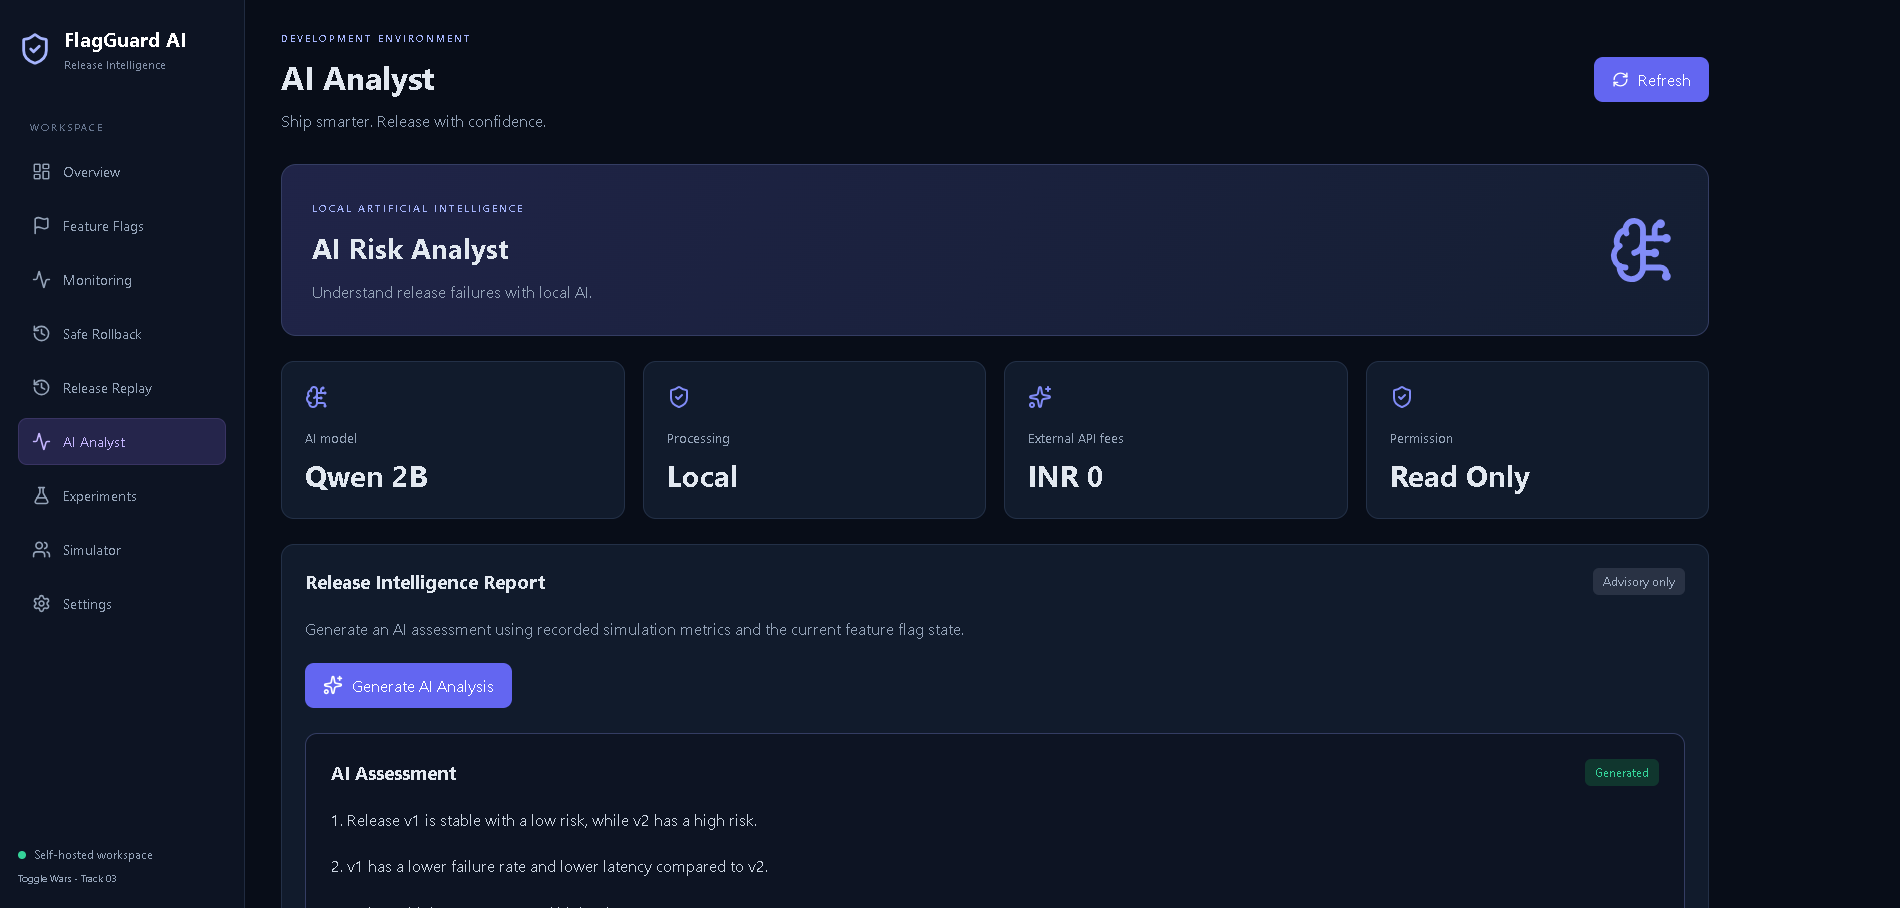 FlagGuard AI
Release Intelligence
WORKSPACE
Overview
Feature Flags
Monitoring
Safe Rollback
Release Replay
AI Analyst
Experiments
Simulator
Settings
Self-hosted workspace
Toggle Wars - Track 03
DEVELOPMENT ENVIRONMENT
AI Analyst
Ship smarter. Release with confidence.
Refresh
LOCAL ARTIFICIAL INTELLIGENCE
AI Risk Analyst
Understand release failures with local AI.
AI model
Qwen 2B
Processing
Local
External API fees
INR 0
Permission
Read Only
Release Intelligence Report
Advisory only
Generate an AI assessment using recorded simulation metrics and the current feature flag state.
Generate AI Analysis
AI Assessment
Generated
1. Release v1 is stable with a low risk, while v2 has a high risk.
2. v1 has a lower failure rate and lower latency compared to v2.